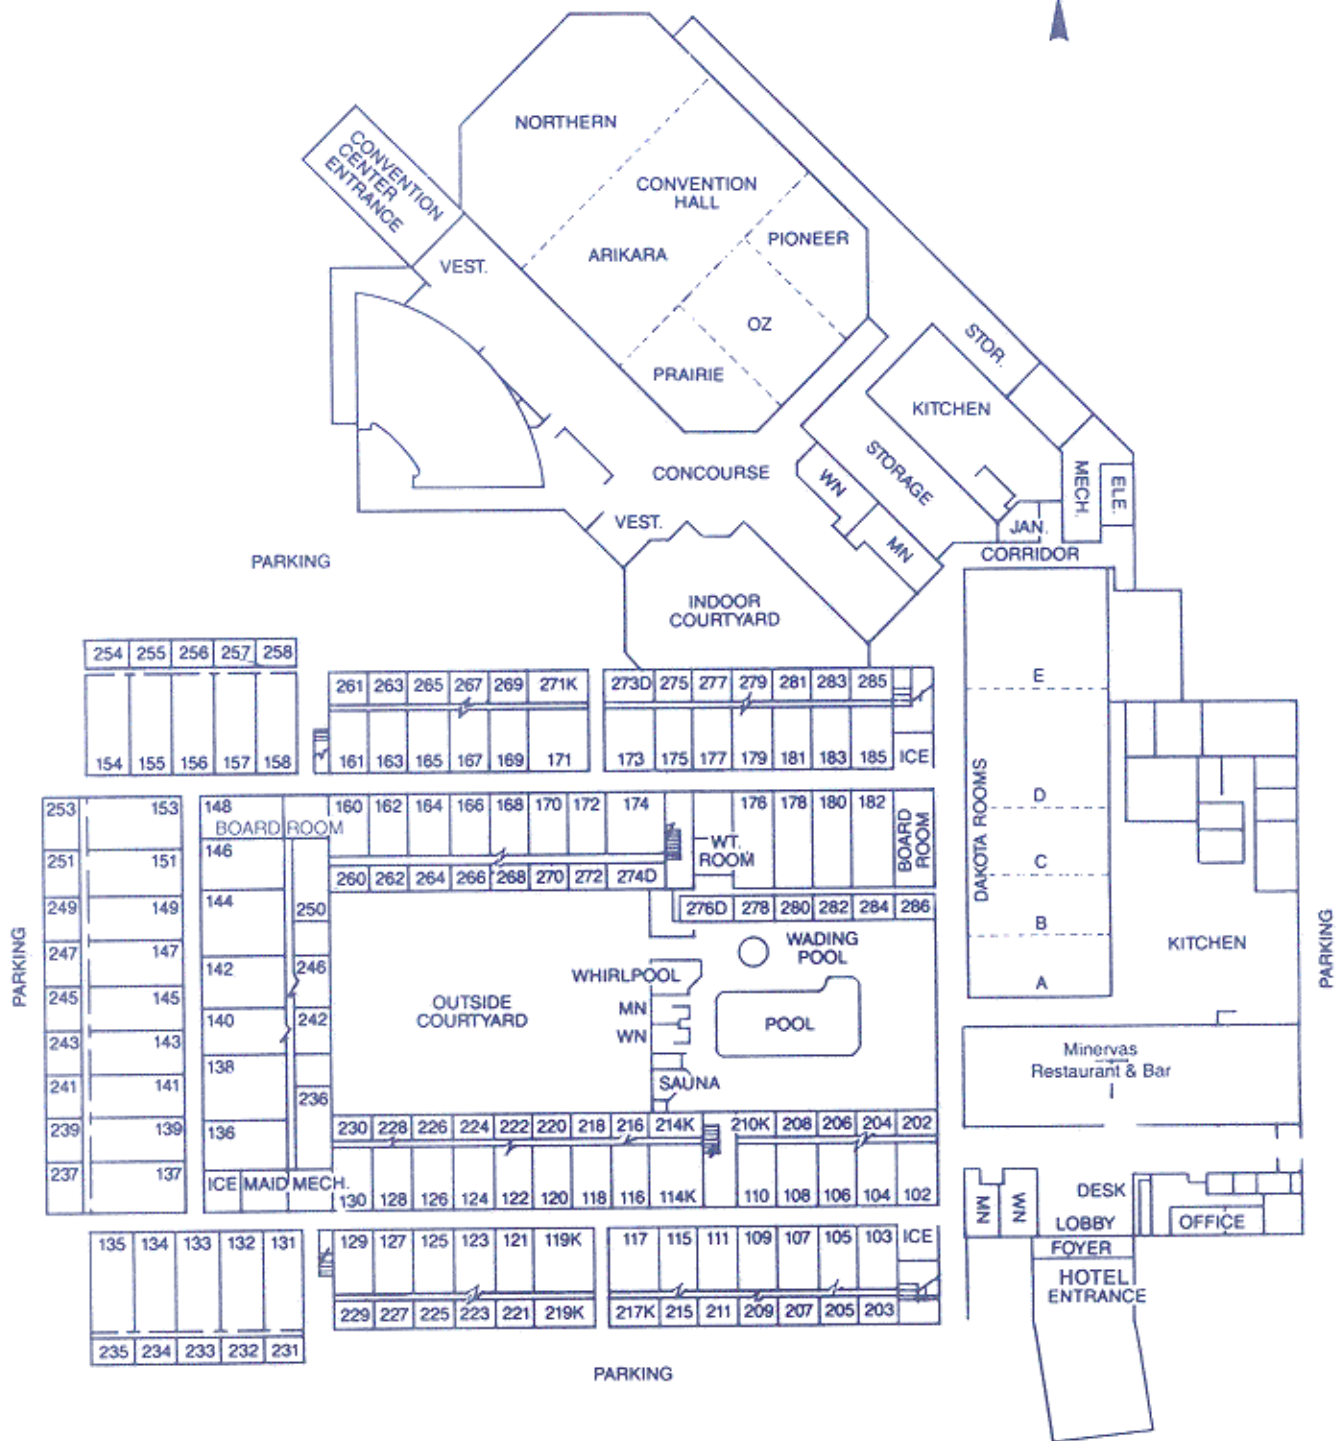 NORTHERN
CONVENTION
CENTER
ENTRANCE
CONVENTION
HALL
PIONEER
ARIKARA
VEST.
OZ
STOR.
PRAIRIE
KITCHEN
CONCOURSE
STORAGE
WN
MECH.
ELE.
VEST.
JAN.
MN
CORRIDOR
PARKING
INDOOR
COURTYARD
254 255 256 257 258
261 263 265 267 269 271K
273D 275 277 279 281 283 285
E
154 155 156 157 158
161 163 165 167 169 171
173 175 177 179 181 183 185 ICE
DAKOTA ROOMS
D
253 153
148
BOARD ROOM
160 162 164 166 168 170 172 174
176 178 180 182
BOARD
ROOM
WT.
ROOM
251 151
146
C
260 262 264 266 268 270 272 274D
249 149
144
250
276D 278 280 282 284 286
B
PARKING
PARKING
247 147
142
246
WADING
POOL
KITCHEN
WHIRLPOOL
A
245 145
OUTSIDE
COURTYARD
MN
POOL
140
242
243 143
WN
Minervas
Restaurant & Bar
138
241 141
236
SAUNA
239 139
136
230 228 226 224 222 220 218 216 214K
210K 208 206 204 202
237 137
ICE MAID MECH.
130 128 126 124 122 120 118 116 114K
110 108 106 104 102
MN
WN
DESK
LOBBY
OFFICE
135 134 133 132 131
129 127 125 123 121 119K
117 115 111 109 107 105 103 ICE
FOYER
HOTEL
ENTRANCE
229 227 225 223 221 219K
217K 215 211 209 207 205 203
235 234 233 232 231
PARKING